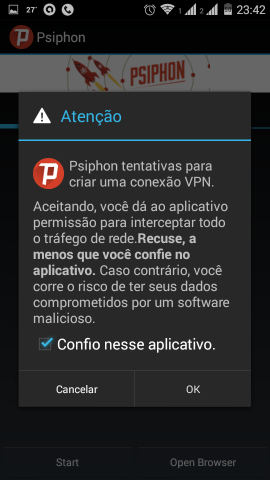 27°
23:42
Psiphon
PSIPHON
Atenção
Psiphon tentativas para
criar uma conexão VPN.
Aceitando, você dá ao aplicativo
permissão para interceptar todo
o tráfego de rede.Recuse, a
menos que você confie no
aplicativo. Caso contrário, você
corre o risco de ter seus dados
comprometidos por um software
malicioso.
Confio nesse aplicativo.
Cancelar OK
Start Open Browser